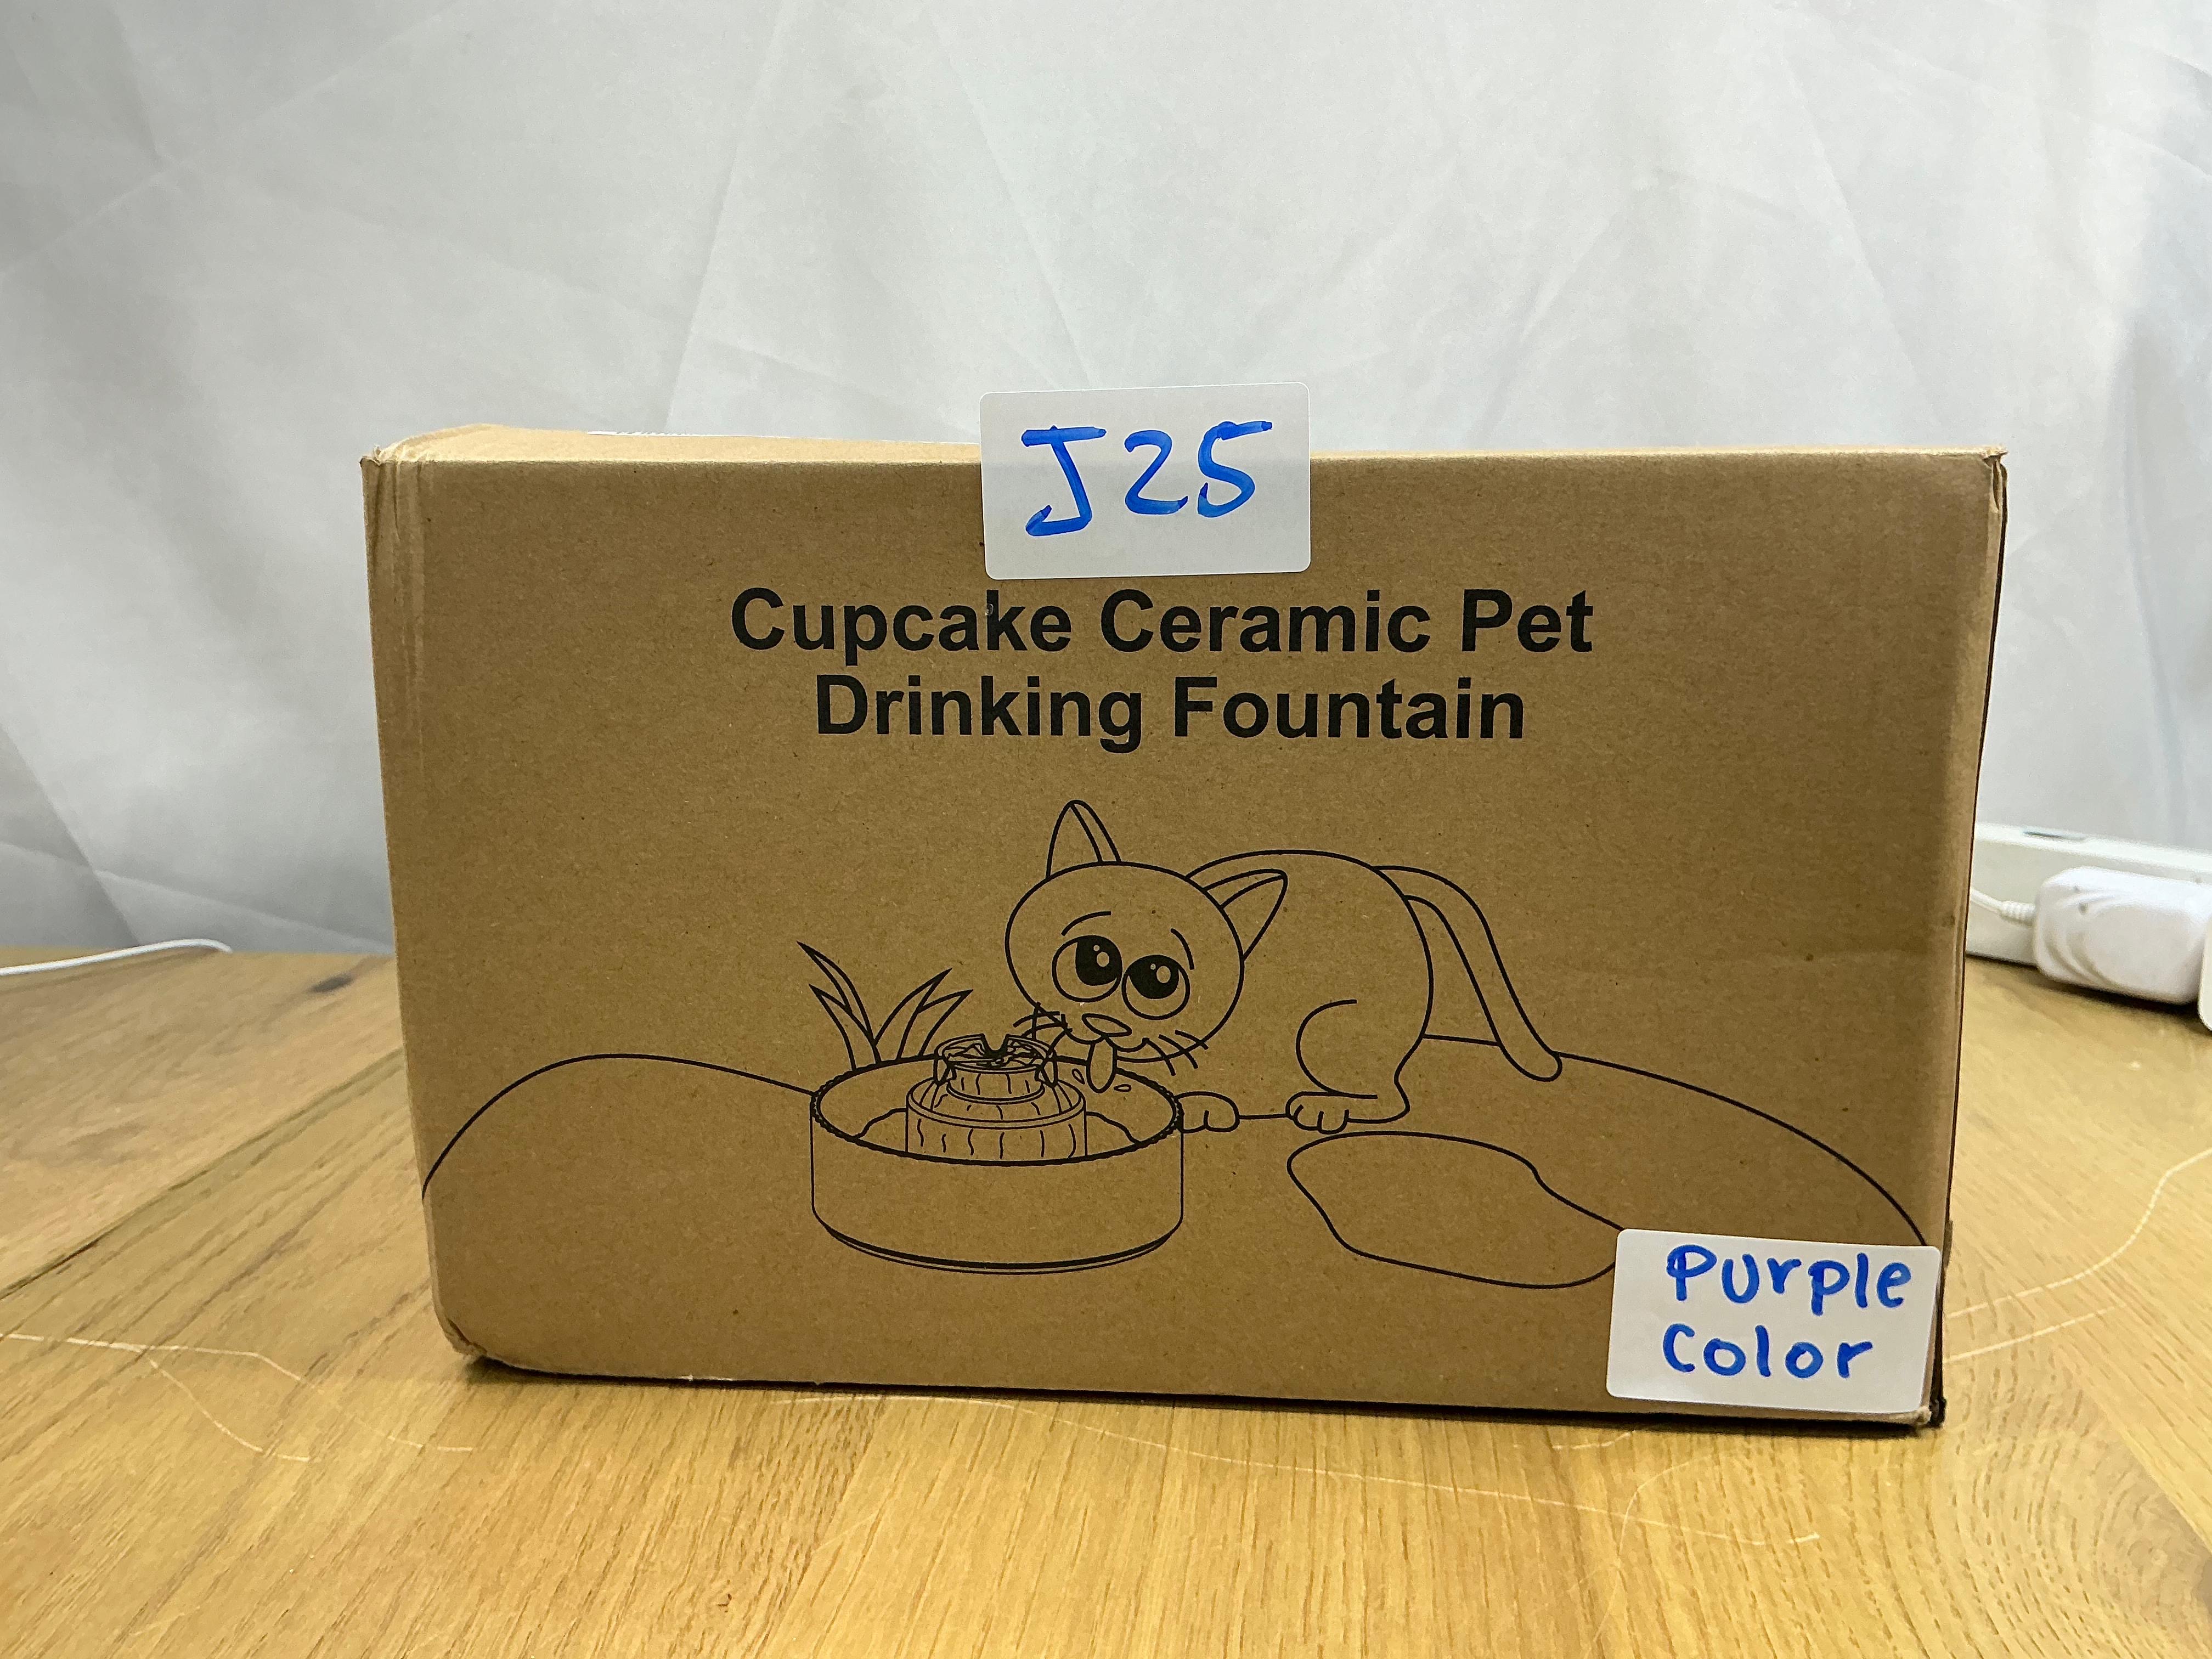 J25
Cupcake Ceramic Pet
Drinking Fountain
Purple
Color